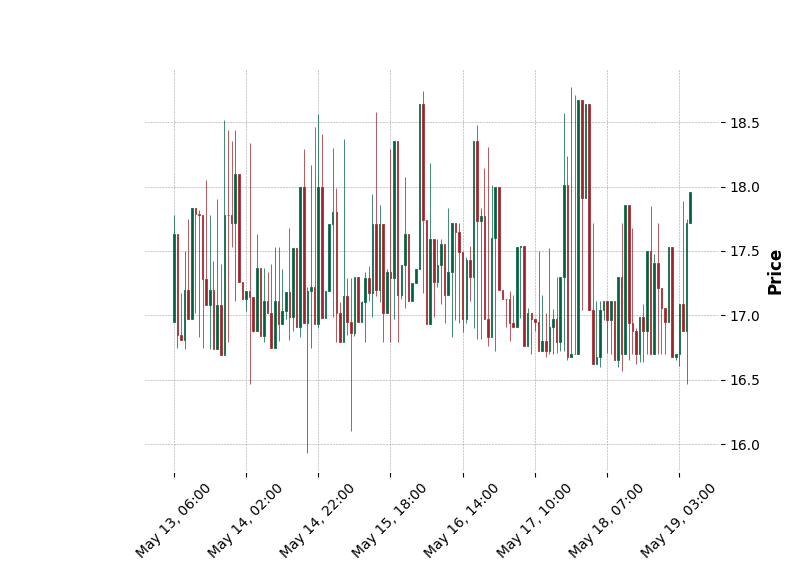 18.5
18.0
17.5
17.0
16.5
16.0
Price
May 13, 06:00
May 14, 02:00
May 14, 22:00
May 15, 18:00
May 16, 14:00
May 17, 10:00
May 18, 07:00
May 19, 03:00